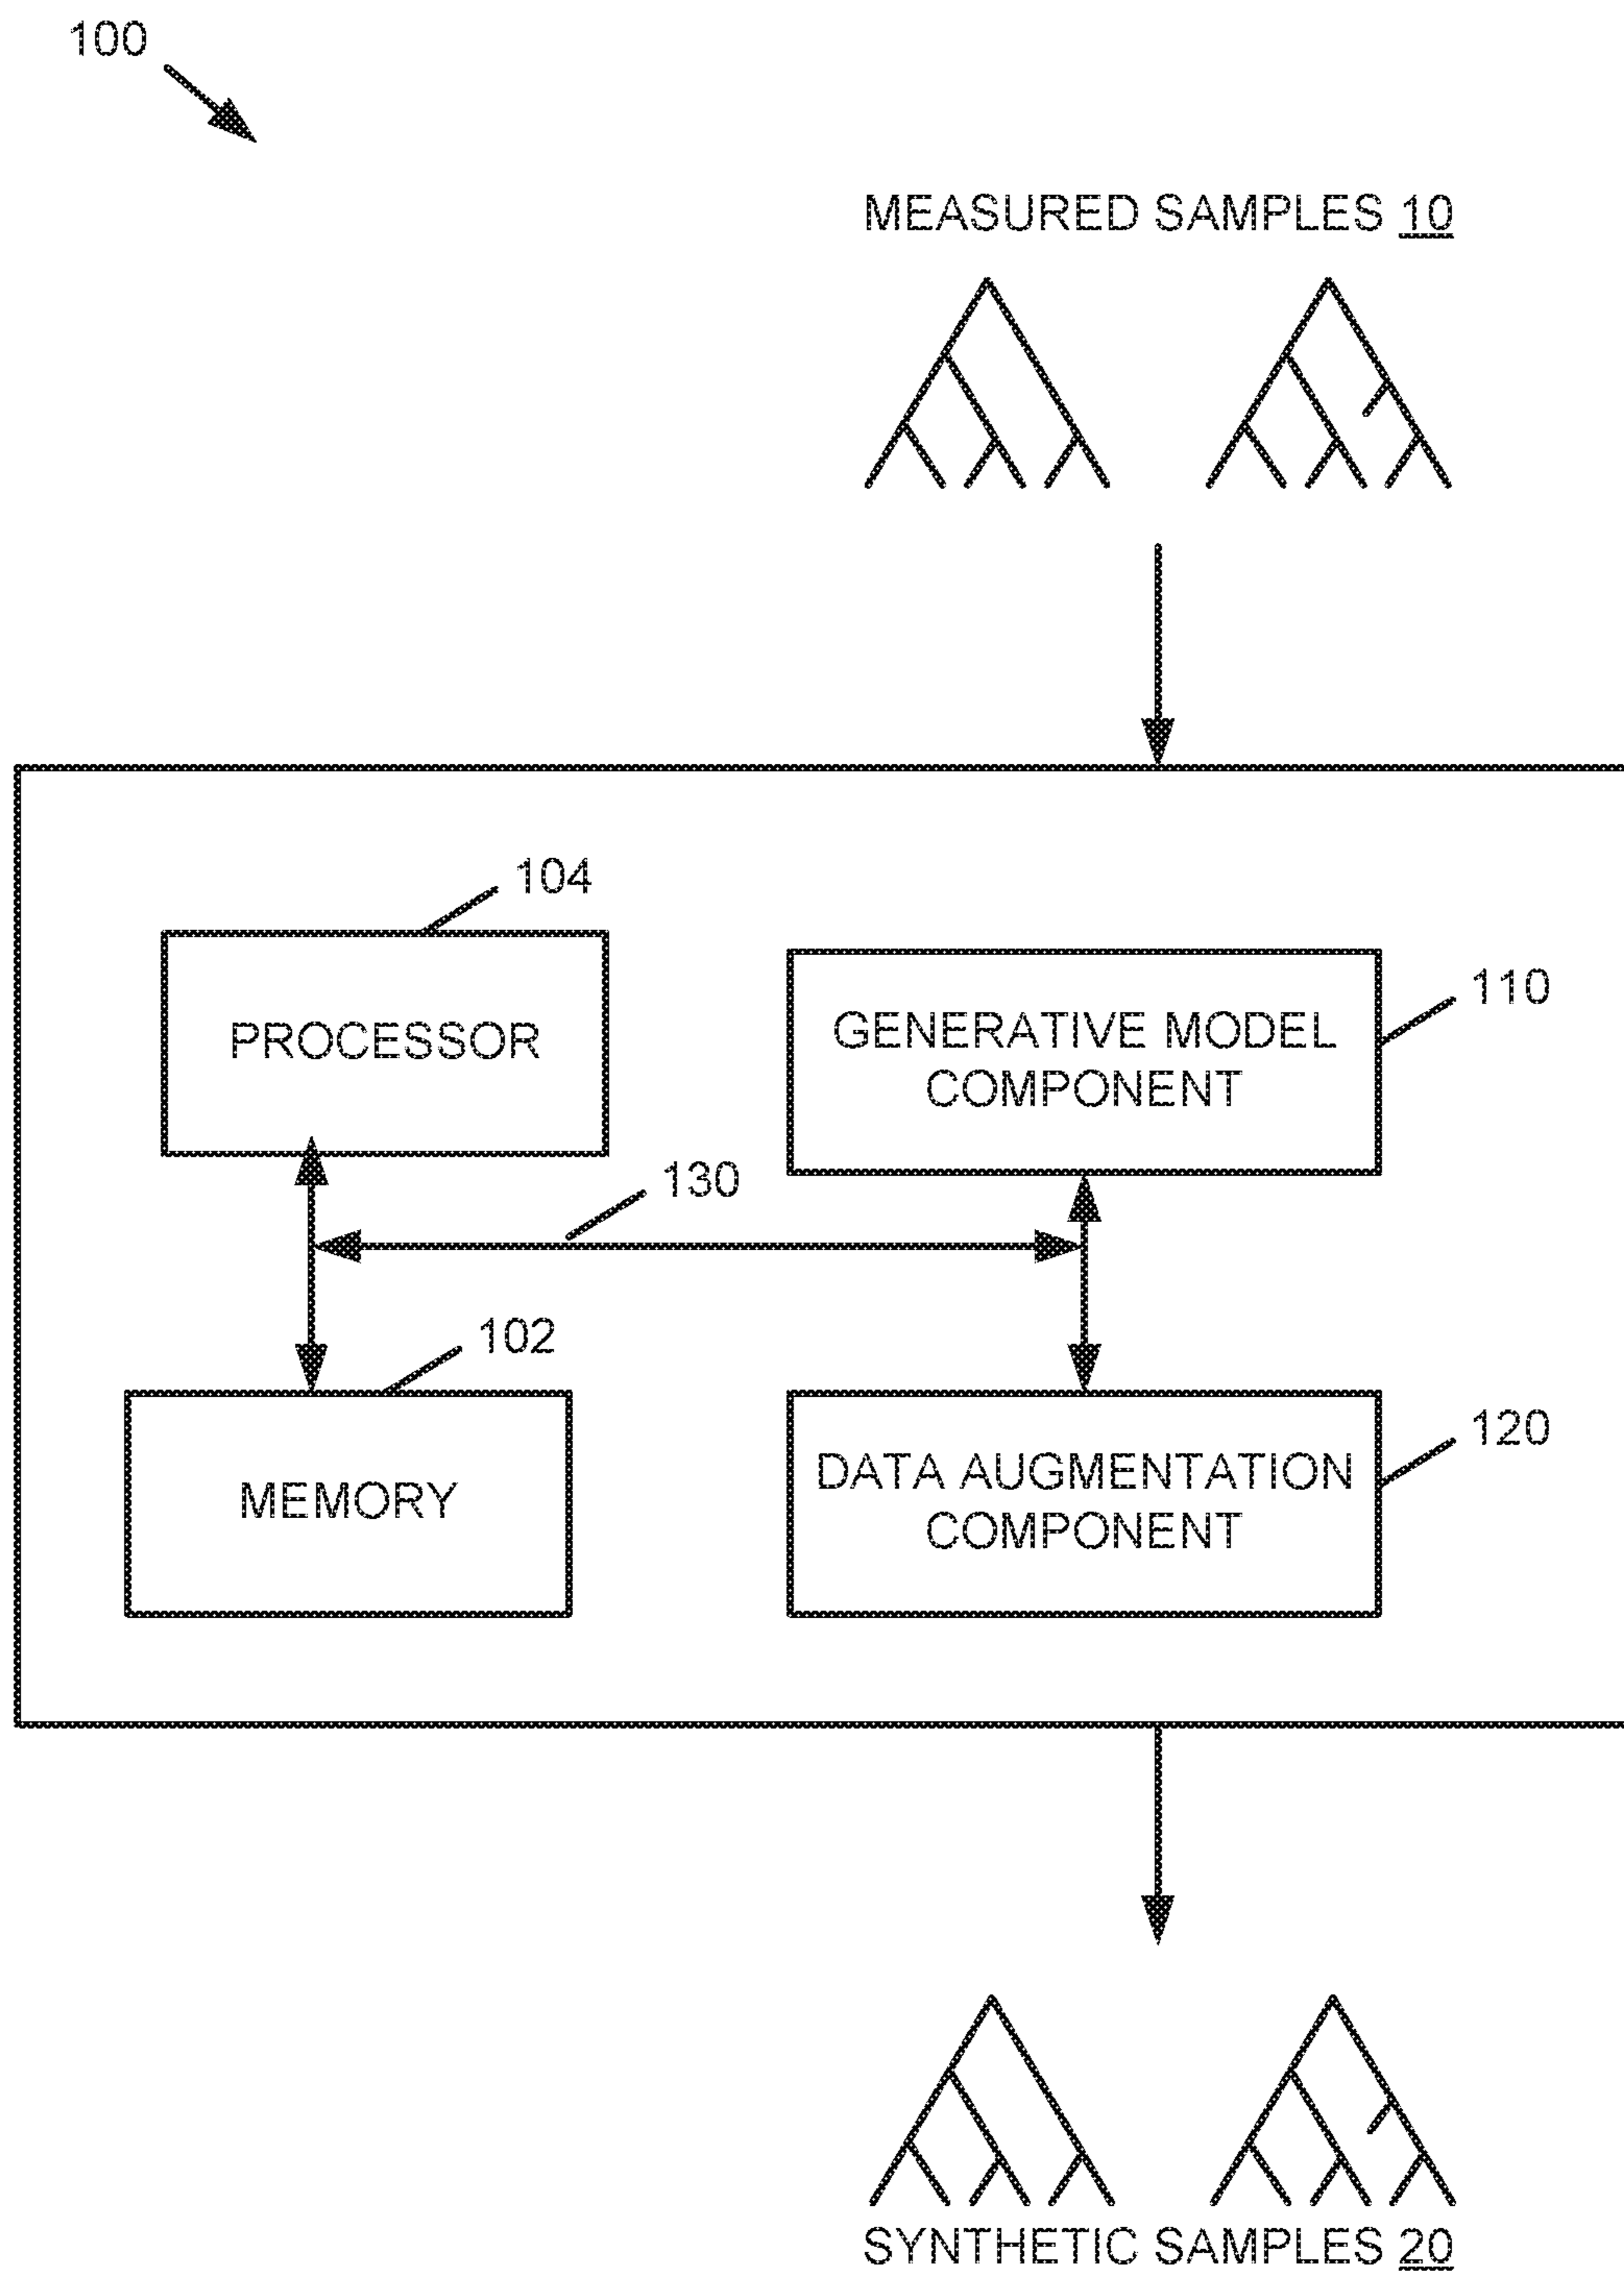 100
MEASURED SAMPLES 10
104
PROCESSOR
110
GENERATIVE MODEL
COMPONENT
130
102
MEMORY
120
DATA AUGMENTATION
COMPONENT
SYNTHETIC SAMPLES 20